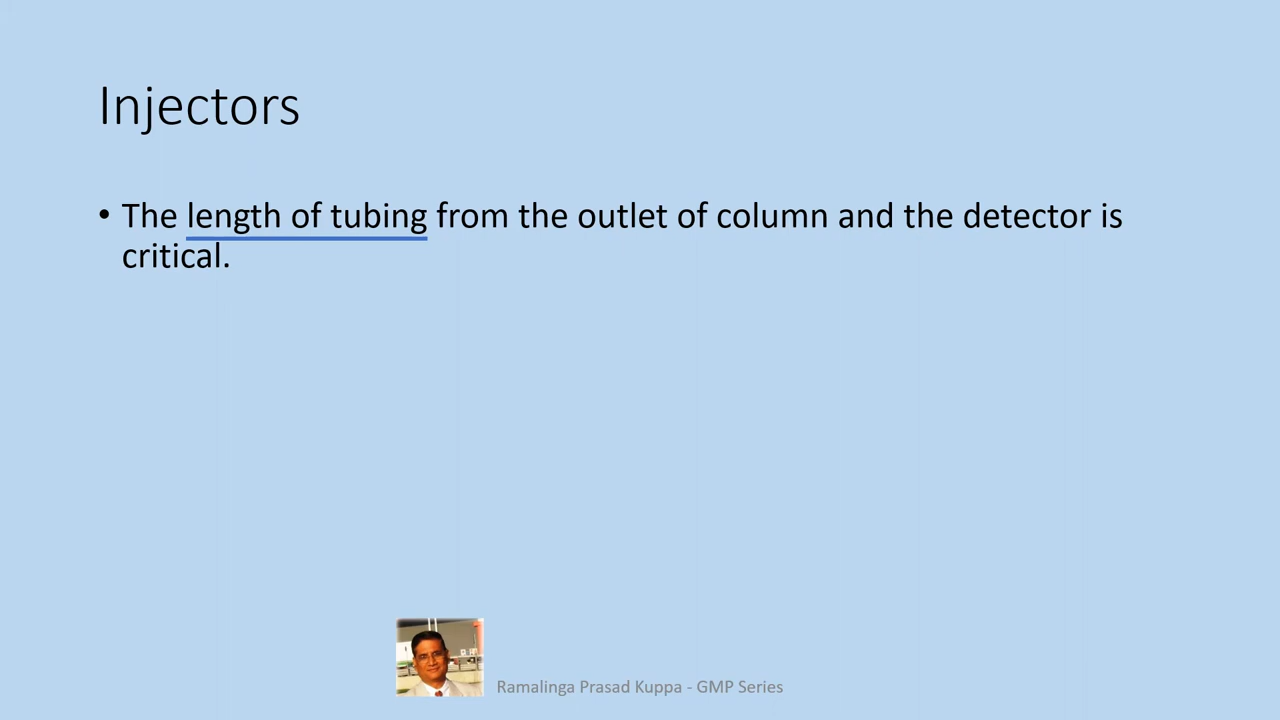 Injectors
• The length of tubing from the outlet of column and the detector is
critical.
Ramalinga Prasad Kuppa - GMP Series